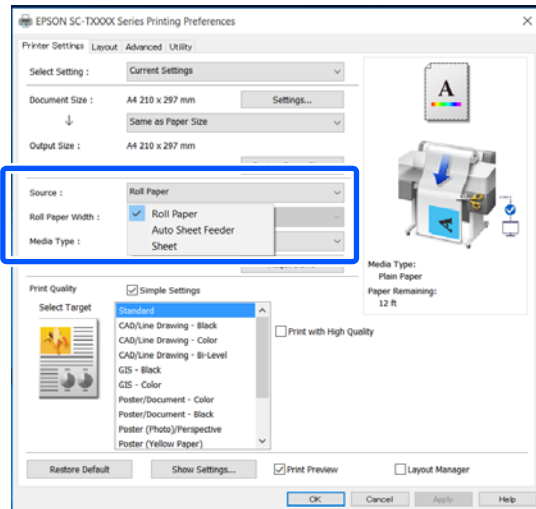 EPSON SC-TXXXX Series Printing Preferences
Printer Settings Layout Advanced Utility
Select Setting : Current Settings
Document Size : A4 210 x 297 mm Settings...
Same as Paper Size
Output Size : A4 210 x 297 mm
Source : Roll Paper
Roll Paper Width : Roll Paper
Auto Sheet Feeder
Media Type : Sheet
Media Type:
Plain Paper
Paper Remaining:
12 ft
Print Quality Simple Settings
Select Target Standard
CAD/Line Drawing - Black
CAD/Line Drawing - Color
CAD/Line Drawing - Bi-Level
GIS - Black
GIS - Color
Poster/Document - Color
Poster/Document - Black
Poster (Photo)/Perspective
Poster (Yellow Paper)
Print with High Quality
Restore Default Show Settings... Print Preview Layout Manager
OK Cancel Apply Help
A
A